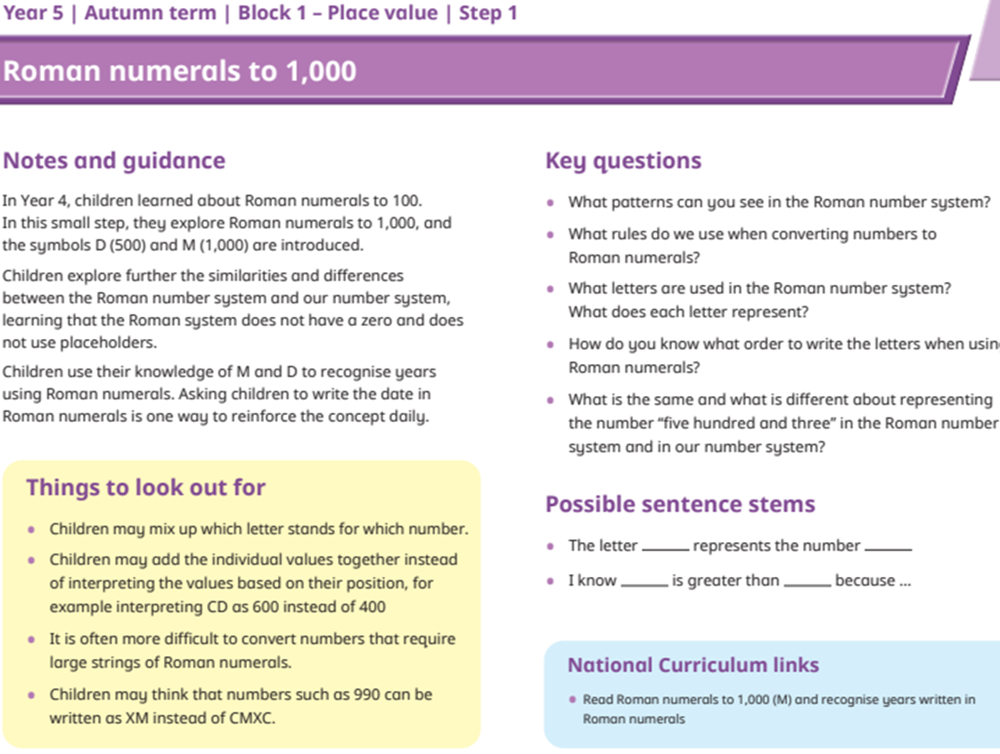 Year 5 | Autumn term | Block 1 – Place value | Step 1
Roman numerals to 1,000
Notes and guidance
In Year 4, children learned about Roman numerals to 100.
In this small step, they explore Roman numerals to 1,000, and
the symbols D (500) and M (1,000) are introduced.
Children explore further the similarities and differences
between the Roman number system and our number system,
learning that the Roman system does not have a zero and does
not use placeholders.
Children use their knowledge of M and D to recognise years
using Roman numerals. Asking children to write the date in
Roman numerals is one way to reinforce the concept daily.
Things to look out for
• Children may mix up which letter stands for which number.
• Children may add the individual values together instead
of interpreting the values based on their position, for
example interpreting CD as 600 instead of 400
• It is often more difficult to convert numbers that require
large strings of Roman numerals.
• Children may think that numbers such as 990 can be
written as XM instead of CMXC.
Key questions
• What patterns can you see in the Roman number system?
• What rules do we use when converting numbers to
Roman numerals?
• What letters are used in the Roman number system?
What does each letter represent?
• How do you know what order to write the letters when usin
Roman numerals?
• What is the same and what is different about representing
the number “five hundred and three” in the Roman number
system and in our number system?
Possible sentence stems
• The letter _____ represents the number _____
• I know _____ is greater than _____ because ...
National Curriculum links
• Read Roman numerals to 1,000 (M) and recognise years written in
Roman numerals